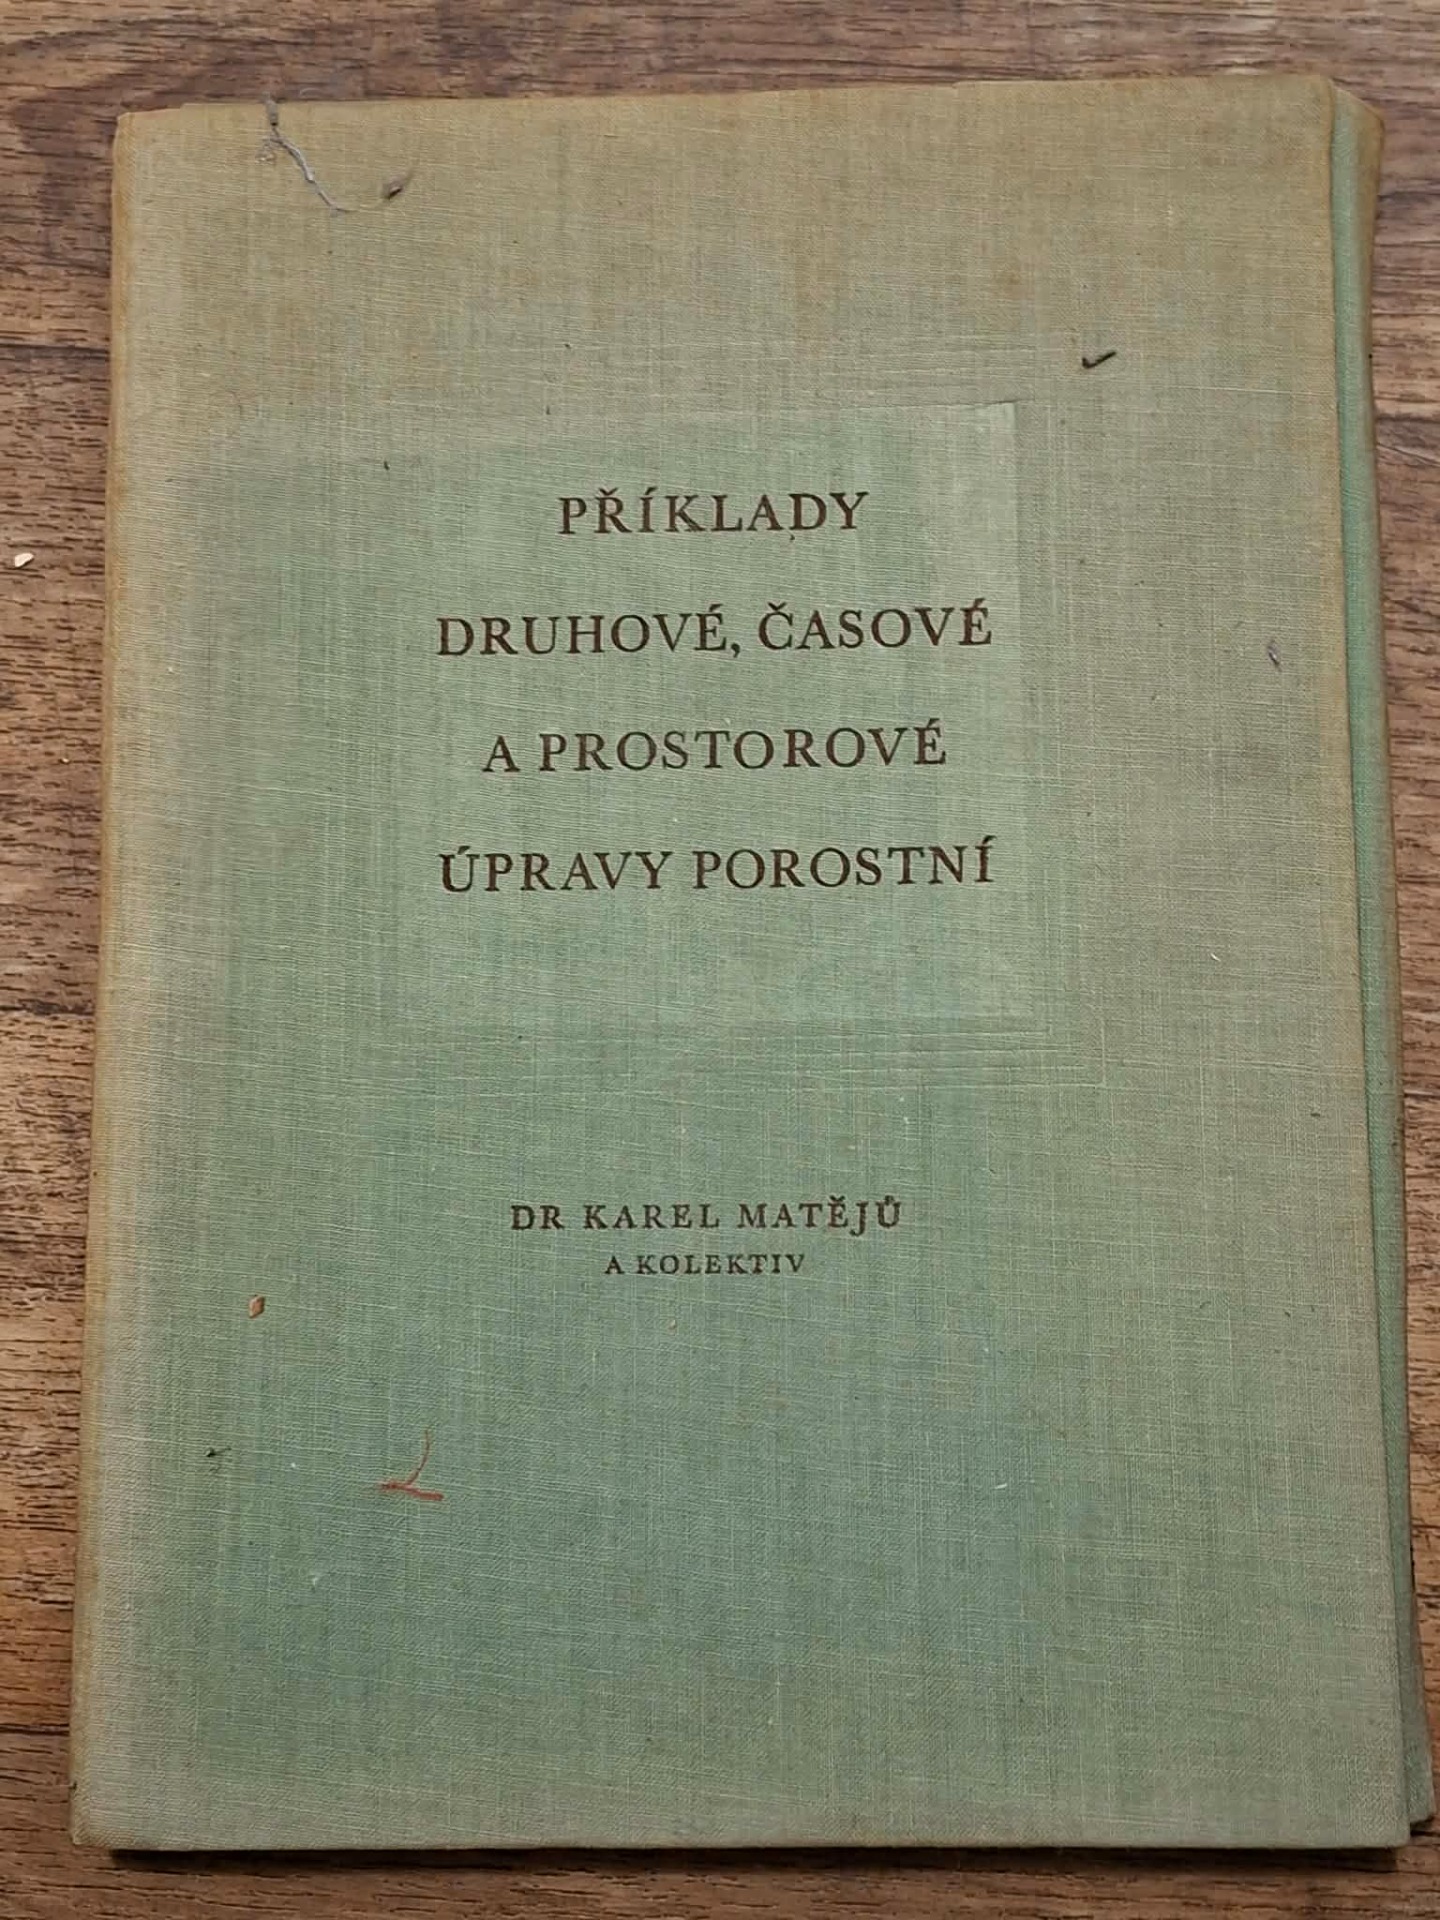 PŘÍKLADY
DRUHOVÉ, ČASOVÉ
A PROSTOROVÉ
ÚPRAVY POROSTNÍ
DR KAREL MATĚJŮ
A KOLEKTIV